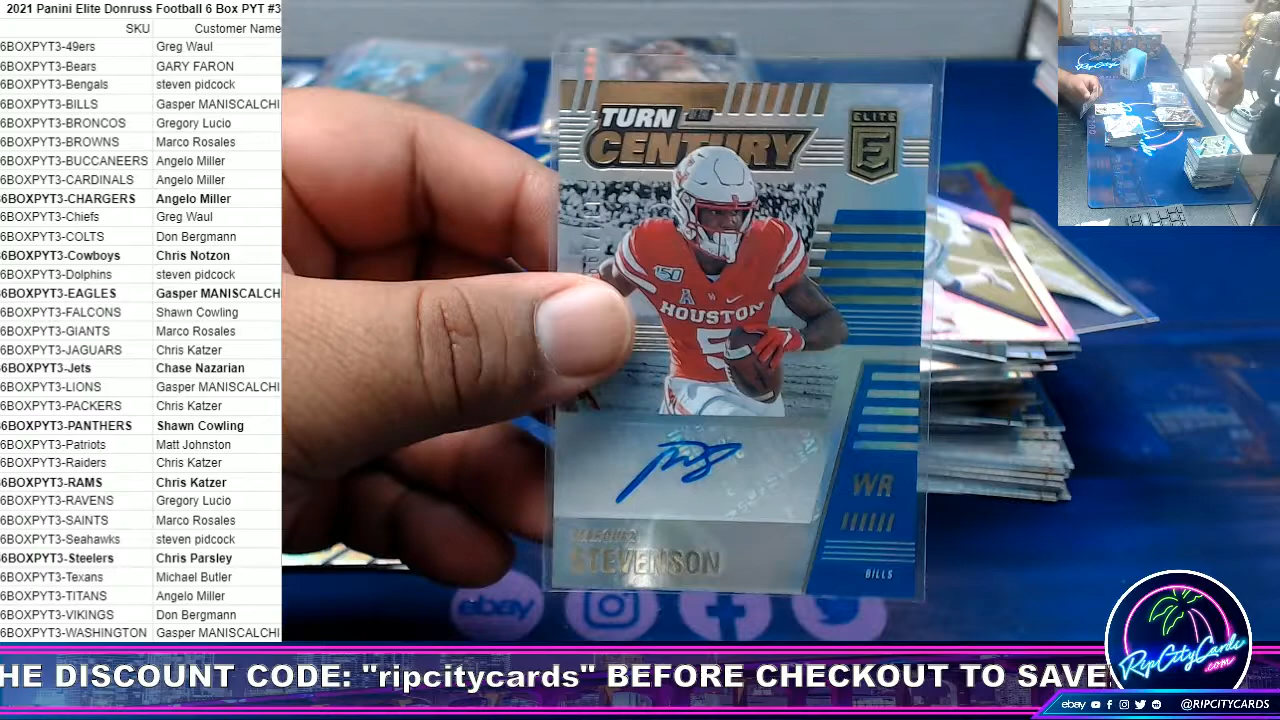 2021 Panini Elite Donruss Football 6 Box PYT #3
SKU Customer Name
6BOXPYT3-49ers Greg Waul
6BOXPYT3-Bears GARY FARON
6BOXPYT3-Bengals steven pidcock
6BOXPYT3-BILLS Gasper MANISCALCHI
6BOXPYT3-BRONCOS Gregory Lucio
6BOXPYT3-BROWNS Marco Rosales
6BOXPYT3-BUCCANEERS Angelo Miller
6BOXPYT3-CARDINALS Angelo Miller
6BOXPYT3-CHARGERS Angelo Miller
6BOXPYT3-Chiefs Greg Waul
6BOXPYT3-COLTS Don Bergmann
6BOXPYT3-Cowboys Chris Notzon
6BOXPYT3-Dolphins steven pidcock
6BOXPYT3-EAGLES Gasper MANISCALCH
6BOXPYT3-FALCONS Shawn Cowling
6BOXPYT3-GIANTS Marco Rosales
6BOXPYT3-JAGUARS Chris Katzer
6BOXPYT3-Jets Chase Nazarian
6BOXPYT3-LIONS Gasper MANISCALCHI
6BOXPYT3-PACKERS Chris Katzer
6BOXPYT3-PANTHERS Shawn Cowling
6BOXPYT3-Patriots Matt Johnston
6BOXPYT3-Raiders Chris Katzer
6BOXPYT3-RAMS Chris Katzer
6BOXPYT3-RAVENS Gregory Lucio
6BOXPYT3-SAINTS Marco Rosales
6BOXPYT3-Seahawks steven pidcock
6BOXPYT3-Steelers Chris Parsley
6BOXPYT3-Texans Michael Butler
6BOXPYT3-TITANS Angelo Miller
6BOXPYT3-VIKINGS Don Bergmann
6BOXPYT3-WASHINGTON Gasper MANISCALCHI
TURN OF THE
CENTURY
ELITE
E
150
HOUSTON
5
WR
STEVENSON
BILLS
ebay
HE DISCOUNT CODE: "ripcitycards" BEFORE CHECKOUT TO SAVE
RipCityCards
.com
ebay @RIPCITYCARDS